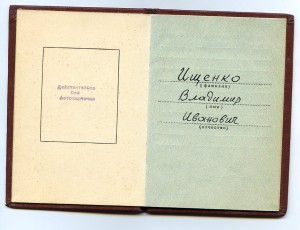 Действительно
без
фотокарточки
Ищенко
(фамилия)
Владимир
(имя)
Иванович
(отчество)